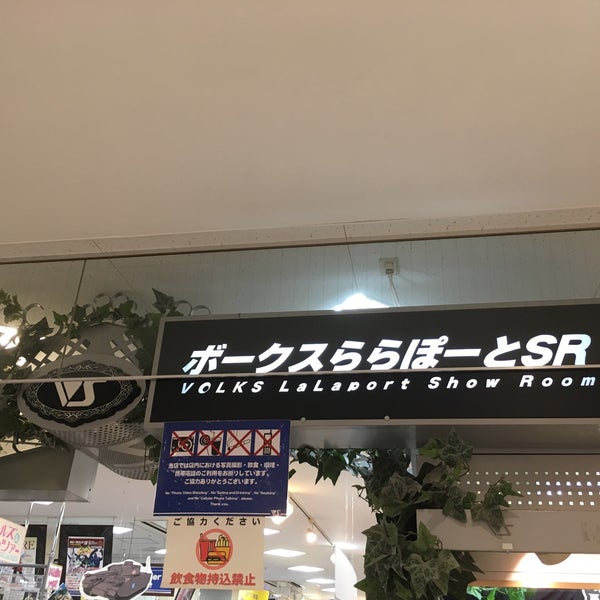 ボークスららぽーとSR
VOLKS LaLaport Show Room
VS
当店では店内における写真撮影・飲食・喫煙・
携帯電話のご利用をお断りしています。
ご協力ありがとうございます。
No "Photo Video Shooting", No "Eating and Drinking", No "Smoking"
and No "Cellular Phone Talking", please.
Thank you.
ご協力ください
飲食物持込禁止